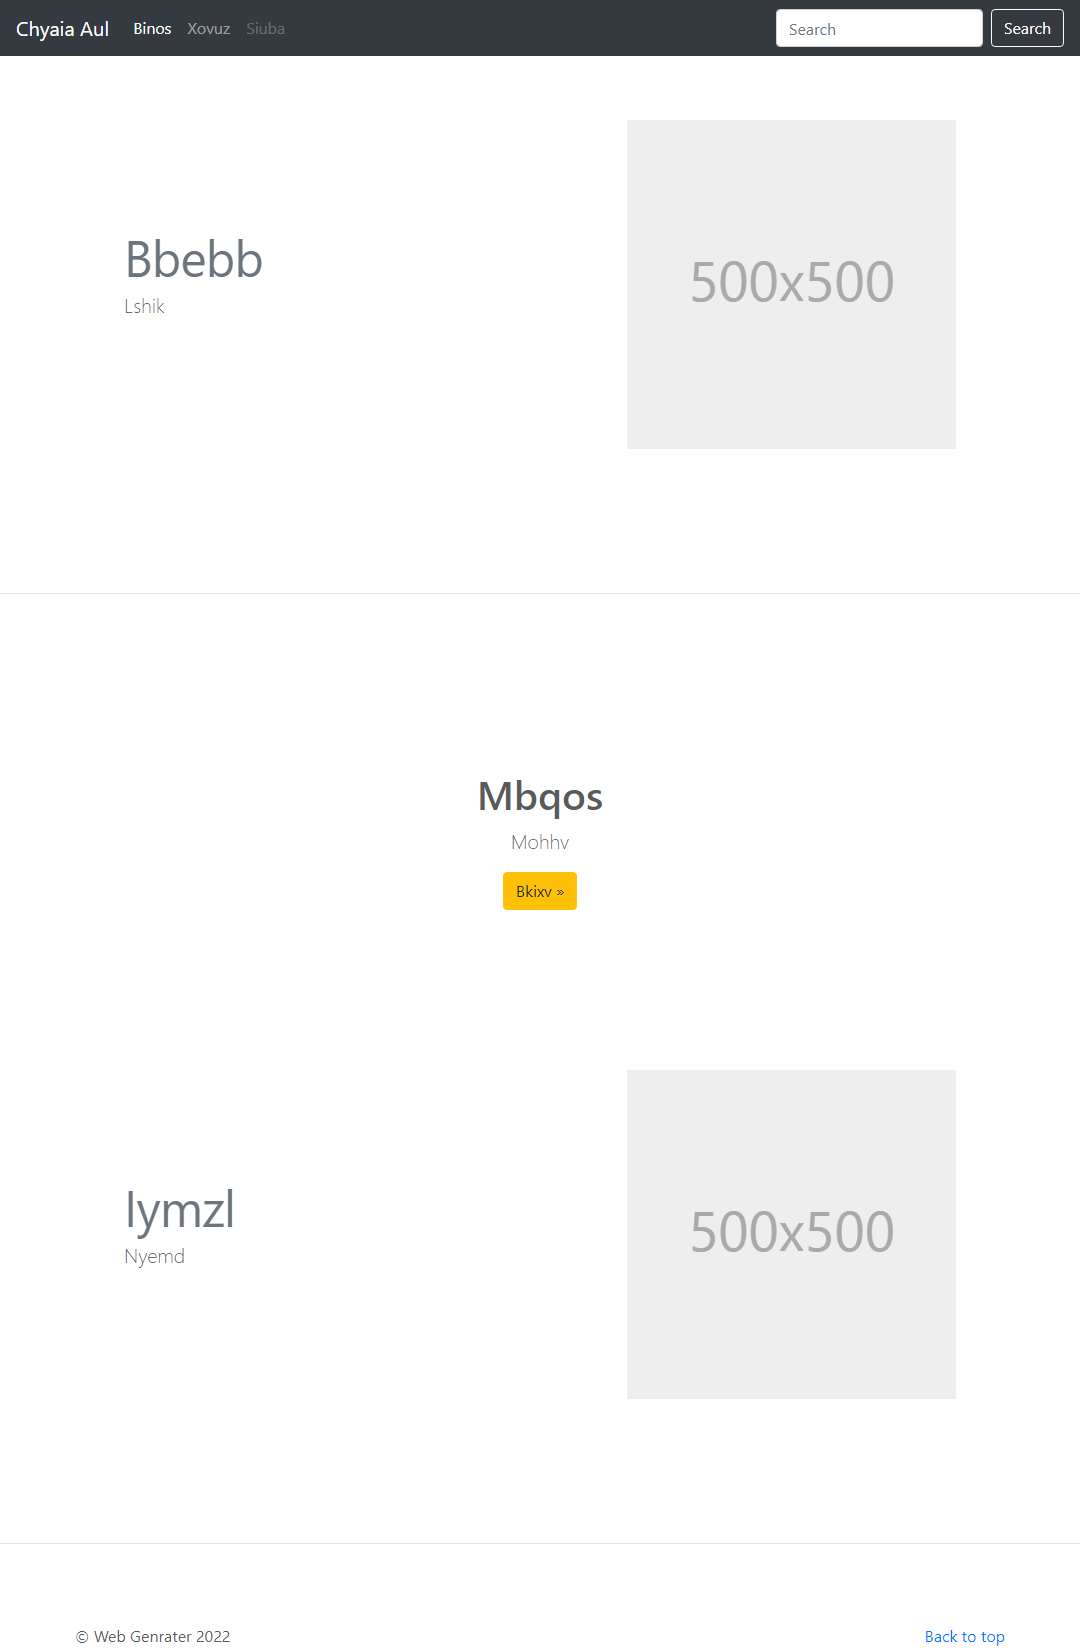 Chyaia Aul Binos Xovuz Siuba Search Search
Bbebb
Lshik
500x500
Mbqos
Mohhv
Bkixv »
Iymzl
Nyemd
500x500
© Web Genrater 2022 Back to top